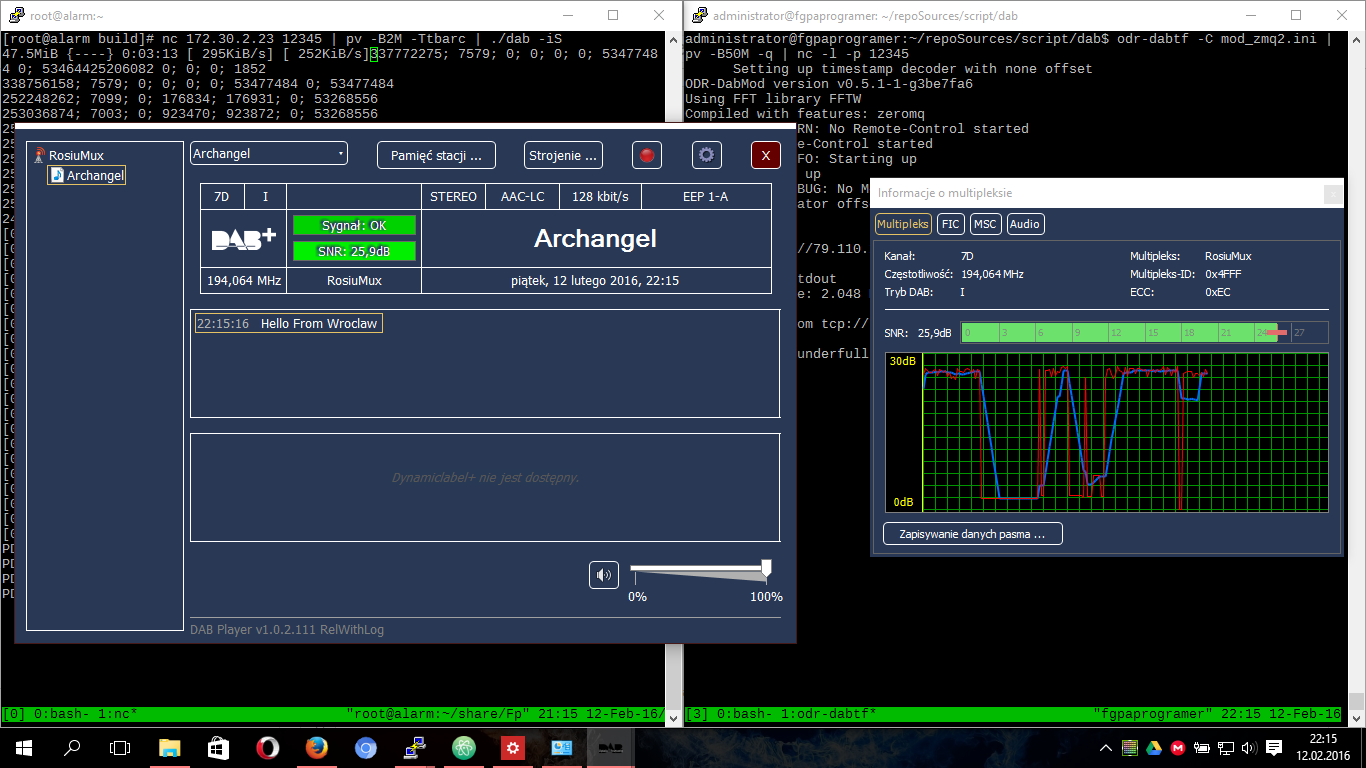 root@alarm:~
[root@alarm build]# nc 172.30.2.23 12345 | pv -B2M -Ttbarc | ./dab -iS
47.5MiB {----} 0:03:13 [ 295KiB/s] [ 252KiB/s]337772275; 7579; 0; 0; 0; 0; 5347748
4 0; 53464425206082 0; 0; 0; 1852
338756158; 7579; 0; 0; 0; 0; 53477484 0; 53477484
252248262; 7099; 0; 176834; 176931; 0; 53268556
253036874; 7003; 0; 923470; 923872; 0; 53268556
RosiuMux
Archangel
Archangel
Pamięć stacji ...
Strojenie ...
X
7D
I
STEREO
AAC-LC
128 kbit/s
EEP 1-A
DAB+
Sygnał: OK
SNR: 25,9dB
Archangel
194,064 MHz
RosiuMux
piątek, 12 lutego 2016, 22:15
22:15:16 Hello From Wroclaw
Dynamiclabel+ nie jest dostępny.
0%
100%
DAB Player v1.0.2.111 RelWithLog
[0] 0:bash- 1:nc* "root@alarm:~/share/Fp" 21:15 12-Feb-16/
administrator@fgpaprogramer: ~/repoSources/script/dab
administrator@fgpaprogramer:~/repoSources/script/dab$ odr-dabtf -C mod_zmq2.ini |
pv -B50M -q | nc -l -p 12345
Setting up timestamp decoder with none offset
ODR-DabMod version v0.5.1-1-g3be7fa6
Using FFT library FFTW
Compiled with features: zeromq
RN: No Remote-Control started
e-Control started
FO: Starting up
up
BUG: No M
ator offs
//79.110.
tdout
e: 2.048
om tcp://
underfull
Informacje o multipleksie
Multipleks
FIC
MSC
Audio
Kanał: 7D Multipleks: RosiuMux
Częstotliwość: 194,064 MHz Multipleks-ID: 0x4FFF
Tryb DAB: I ECC: 0xEC
SNR: 25,9dB 0 3 6 9 12 15 18 21 24 27
30dB
0dB
Zapisywanie danych pasma ...
[3] 0:bash- 1:odr-dabtf* "fgpaprogramer" 22:15 12-Feb-16
22:15
12.02.2016